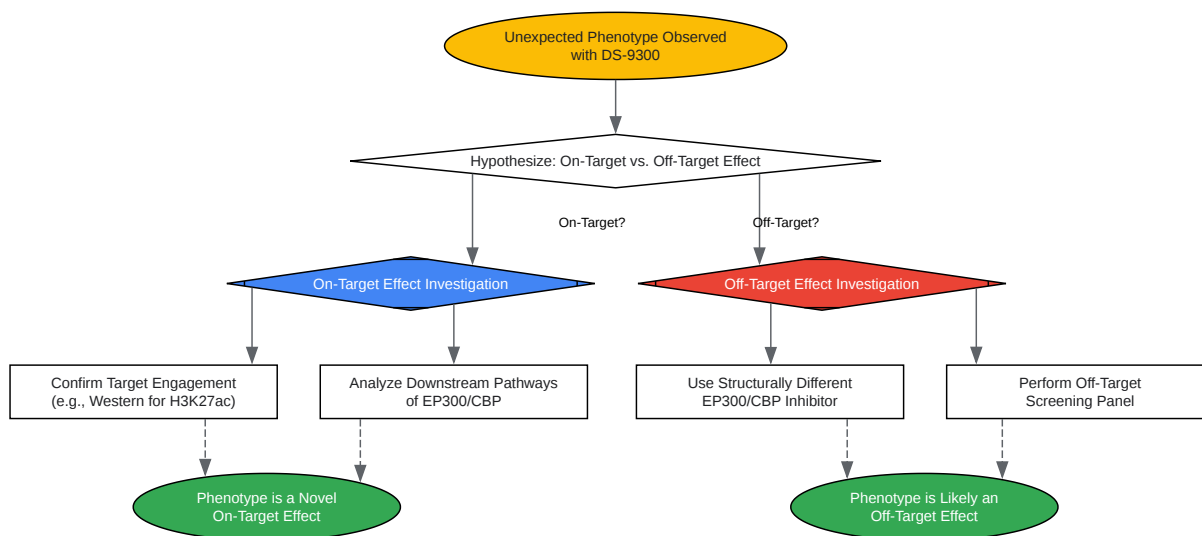 Unexpected Phenotype Observed
with DS-9300
Hypothesize: On-Target vs. Off-Target Effect
On-Target?
Off-Target?
On-Target Effect Investigation
Off-Target Effect Investigation
Confirm Target Engagement
(e.g., Western for H3K27ac)
Analyze Downstream Pathways
of EP300/CBP
Use Structurally Different
EP300/CBP Inhibitor
Perform Off-Target
Screening Panel
Phenotype is a Novel
On-Target Effect
Phenotype is Likely an
Off-Target Effect